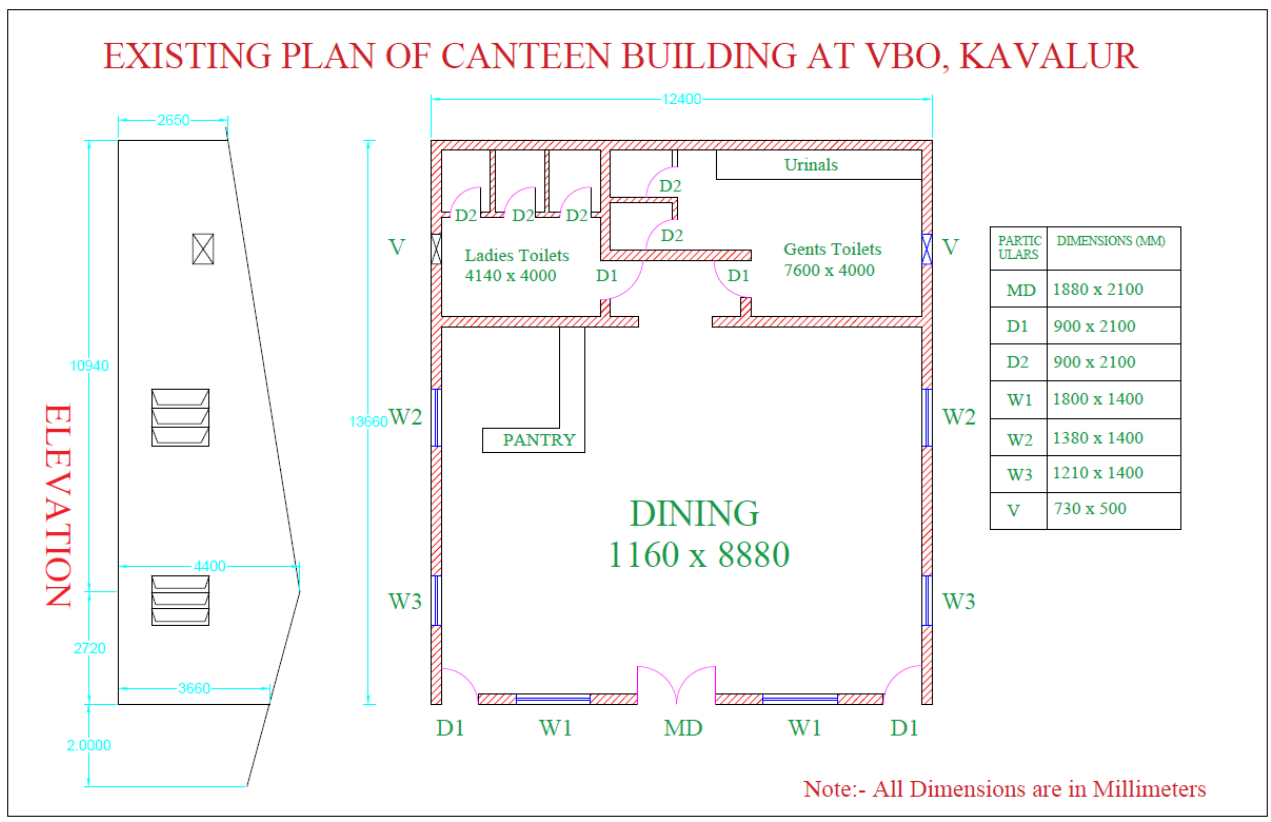 EXISTING PLAN OF CANTEEN BUILDING AT VBO, KAVALUR
2650
12400
Urinals
D2
D2 D2 D2
D2
V
V
Ladies Toilets
4140 x 4000
Gents Toilets
7600 x 4000
D1
D1
10940
13660
W2
W2
PANTRY
ELEVATION
DINING
1160 x 8880
4400
W3
W3
2720
3660
D1
W1
MD
W1
D1
2.0000
PARTIC
ULARS
DIMENSIONS (MM)
MD 1880 x 2100
D1 900 x 2100
D2 900 x 2100
W1 1800 x 1400
W2 1380 x 1400
W3 1210 x 1400
V 730 x 500
Note:- All Dimensions are in Millimeters